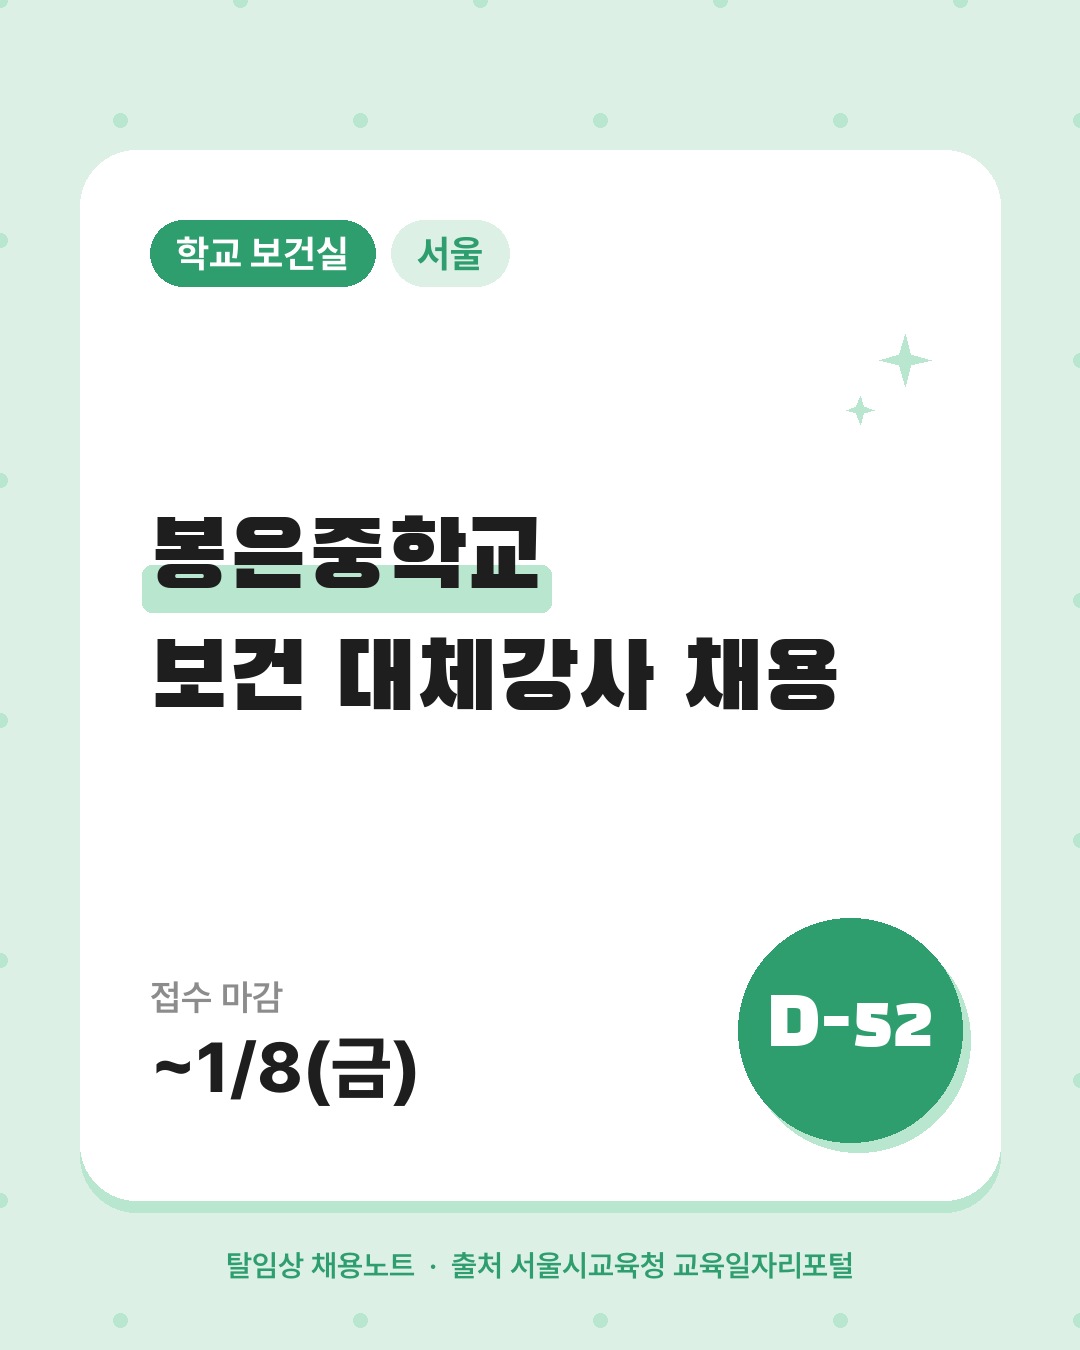 학교 보건실
서울
봉은중학교
보건 대체강사 채용
접수 마감
~1/8(금)
D-52
탈임상 채용노트 · 출처 서울시교육청 교육일자리포털